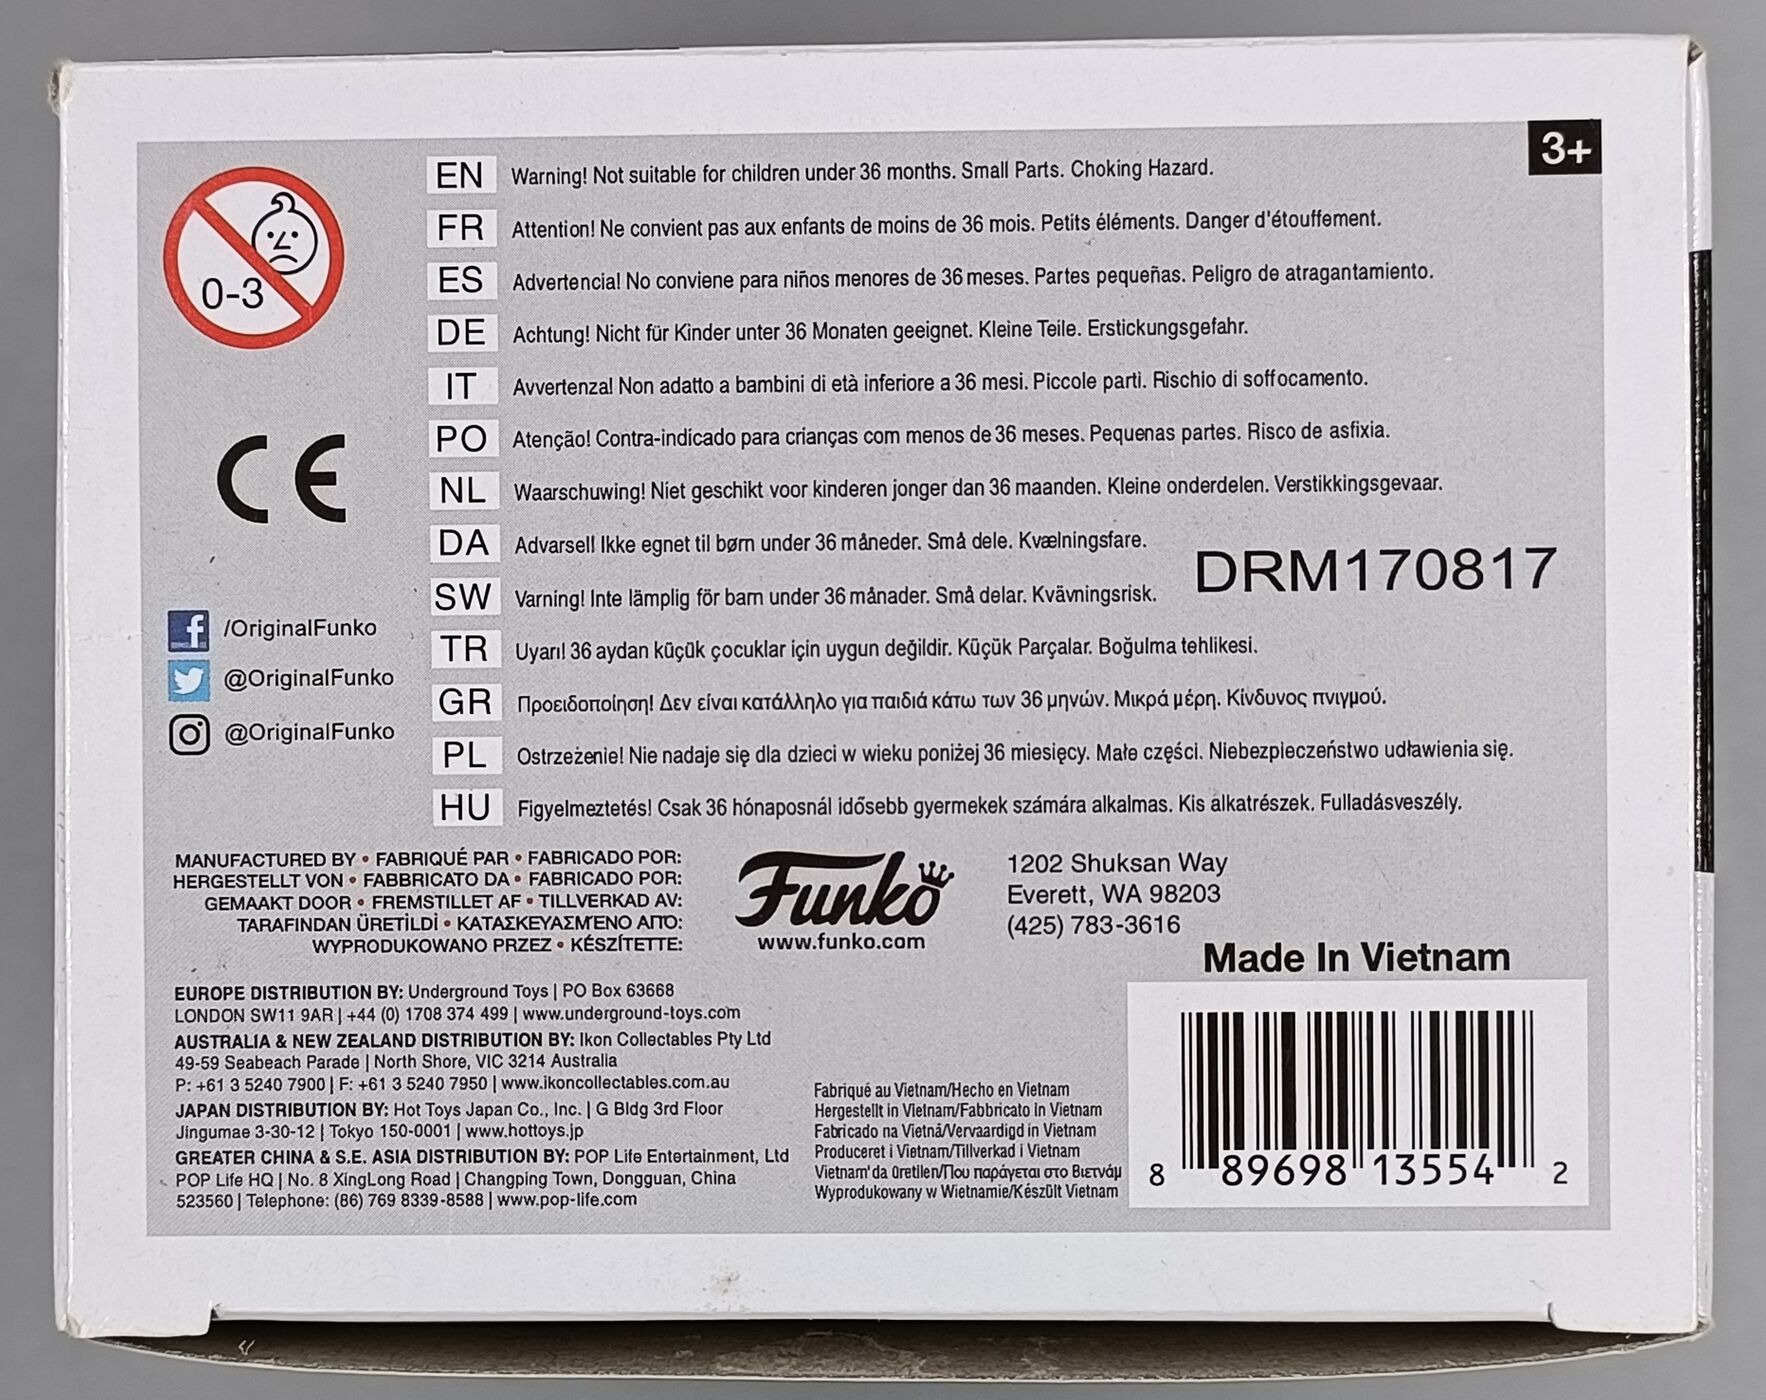 3+
0-3
EN Warning! Not suitable for children under 36 months. Small Parts. Choking Hazard.
FR Attention! Ne convient pas aux enfants de moins de 36 mois. Petits éléments. Danger d'étouffement.
ES Advertencia! No conviene para niños menores de 36 meses. Partes pequeñas. Peligro de atragantamiento.
DE Achtung! Nicht für Kinder unter 36 Monaten geeignet. Kleine Teile. Erstickungsgefahr.
IT Avvertenza! Non adatto a bambini di età inferiore a 36 mesi. Piccole parti. Rischio di soffocamento.
PO Atenção! Contra-indicado para crianças com menos de 36 meses. Pequenas partes. Risco de asfixia.
NL Waarschuwing! Niet geschikt voor kinderen jonger dan 36 maanden. Kleine onderdelen. Verstikkingsgevaar.
DA Advarsel! Ikke egnet til børn under 36 måneder. Små dele. Kvælningsfare.
SW Varning! Inte lämplig för barn under 36 månader. Små delar. Kvävningsrisk.
TR Uyarı! 36 aydan küçük çocuklar için uygun değildir. Küçük Parçalar. Boğulma tehlikesi.
GR Προειδοποίηση! Δεν είναι κατάλληλο για παιδιά κάτω των 36 μηνών. Μικρά μέρη. Κίνδυνος πνιγμού.
PL Ostrzeżenie! Nie nadaje się dla dzieci w wieku poniżej 36 miesięcy. Małe części. Niebezpieczeństwo udławienia się.
HU Figyelmeztetés! Csak 36 hónaposnál idősebb gyermekek számára alkalmas. Kis alkatrészek. Fulladásveszély.
DRM170817
CE
/OriginalFunko
@OriginalFunko
@OriginalFunko
MANUFACTURED BY • FABRIQUÉ PAR • FABRICADO POR:
HERGESTELLT VON • FABBRICATO DA • FABRICADO POR:
GEMAAKT DOOR • FREMSTILLET AF • TILLVERKAD AV:
TARAFINDAN ÜRETİLDİ • ΚΑΤΑΣΚΕΥΑΣΜΈΝΟ ΑΠΌ:
WYPRODUKOWANO PRZEZ • KÉSZÍTETTE:
Funko
www.funko.com
1202 Shuksan Way
Everett, WA 98203
(425) 783-3616
Made In Vietnam
EUROPE DISTRIBUTION BY: Underground Toys | PO Box 63668
LONDON SW11 9AR | +44 (0) 1708 374 499 | www.underground-toys.com
AUSTRALIA & NEW ZEALAND DISTRIBUTION BY: Ikon Collectables Pty Ltd
49-59 Seabeach Parade | North Shore, VIC 3214 Australia
P: +61 3 5240 7900 | F: +61 3 5240 7950 | www.ikoncollectables.com.au
JAPAN DISTRIBUTION BY: Hot Toys Japan Co., Inc. | G Bldg 3rd Floor
Jingumae 3-30-12 | Tokyo 150-0001 | www.hottoys.jp
GREATER CHINA & S.E. ASIA DISTRIBUTION BY: POP Life Entertainment, Ltd
POP Life HQ | No. 8 XingLong Road | Changping Town, Dongguan, China
523560 | Telephone: (86) 769 8339-8588 | www.pop-life.com
Fabriqué au Vietnam/Hecho en Vietnam
Hergestellt in Vietnam/Fabbricato in Vietnam
Fabricado na Vietnã/Vervaardigd in Vietnam
Produceret i Vietnam/Tillverkad i Vietnam
Vietnam'da üretilen/Που παράγεται στο Βιετνάμ
Wyprodukowany w Wietnamie/Készült Vietnam
8 89698 13554 2